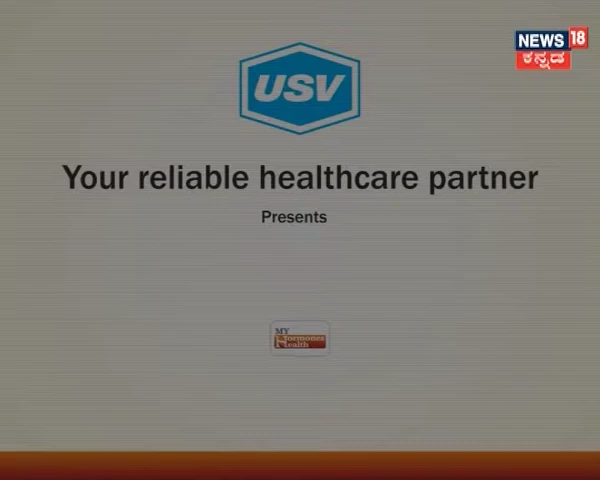 NEWS 18
ಕನ್ನಡ
USV
Your reliable healthcare partner
Presents
MY
Hormones
Health